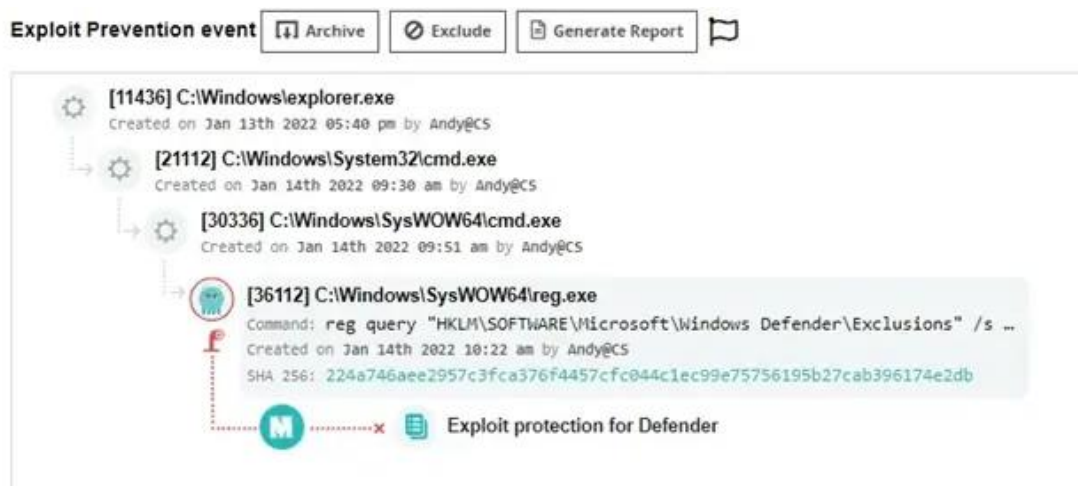 Exploit Prevention event Archive Exclude Generate Report
[11436] C:\Windows\explorer.exe
Created on Jan 13th 2022 05:40 pm by Andy@CS
[21112] C:\Windows\System32\cmd.exe
Created on Jan 14th 2022 09:30 am by Andy@CS
[30336] C:\Windows\SysWOW64\cmd.exe
Created on Jan 14th 2022 09:51 am by Andy@CS
[36112] C:\Windows\SysWOW64\reg.exe
Command: reg query "HKLM\SOFTWARE\Microsoft\Windows Defender\Exclusions" /s …
Created on Jan 14th 2022 10:22 am by Andy@CS
SHA 256: 224a746aee2957c3fca376f4457cfc044c1ec99e75756195b27cab396174e2db
M Exploit protection for Defender